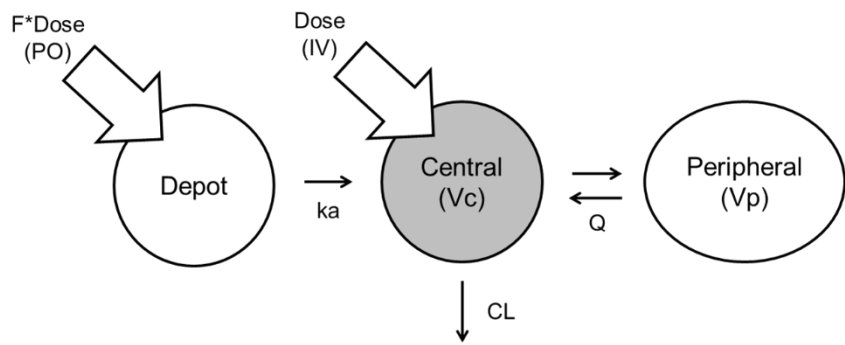 F*Dose
(PO)
Dose
(IV)
Depot
ka
Central
(Vc)
Q
Peripheral
(Vp)
CL